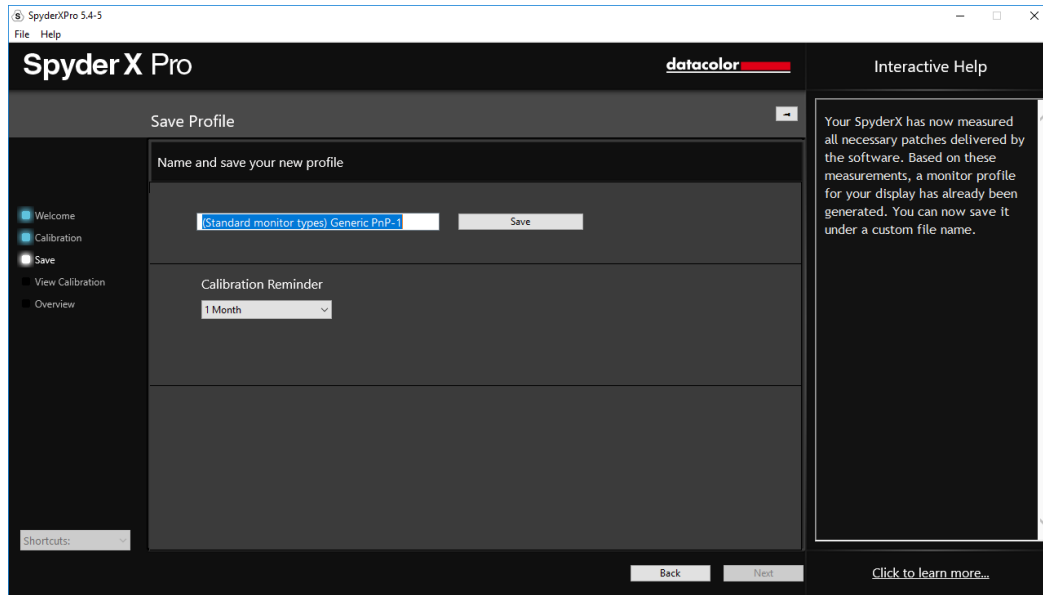 SpyderXPro 5.4-5
File Help
Spyder X Pro
datacolor
Interactive Help
Save Profile
Name and save your new profile
Welcome
Calibration
Save
View Calibration
Overview
(Standard monitor types) Generic PnP-1
Save
Calibration Reminder
1 Month
Your SpyderX has now measured
all necessary patches delivered by
the software. Based on these
measurements, a monitor profile
for your display has already been
generated. You can now save it
under a custom file name.
Shortcuts:
Back
Next
Click to learn more...